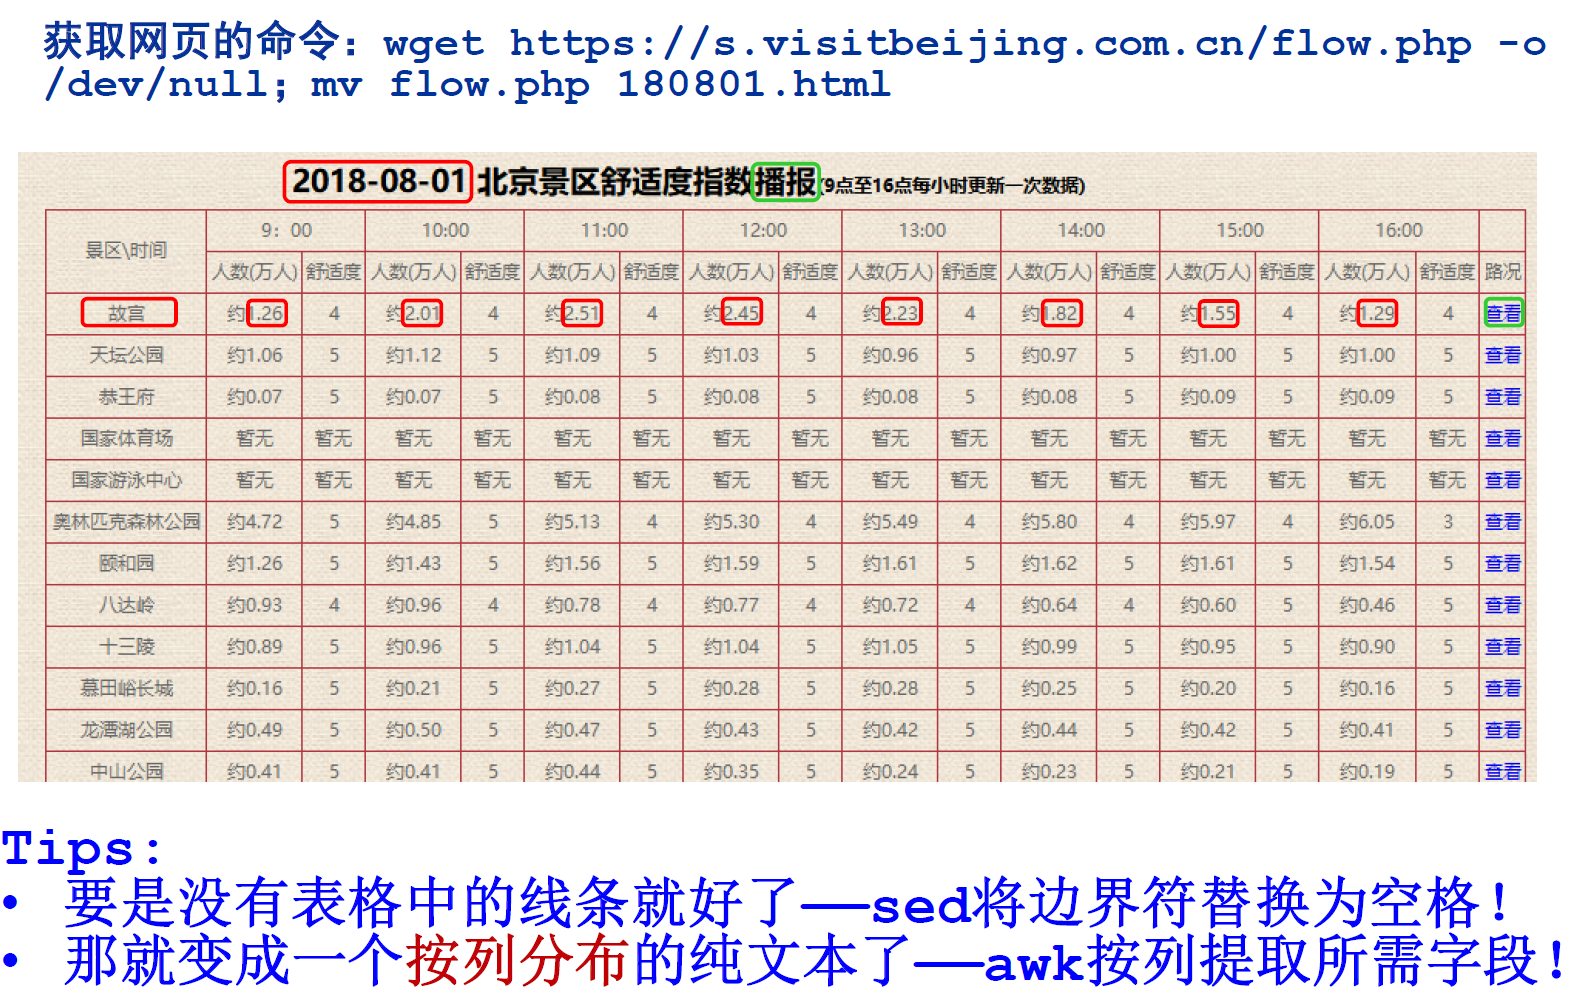 获取网页的命令：wget https://s.visitbeijing.com.cn/flow.php -o
/dev/null；mv flow.php 180801.html
2018-08-01 北京景区舒适度指数播报(9点至16点每小时更新一次数据)
景区\时间 9：00 10:00 11:00 12:00 13:00 14:00 15:00 16:00
人数(万人) 舒适度 人数(万人) 舒适度 人数(万人) 舒适度 人数(万人) 舒适度 人数(万人) 舒适度 人数(万人) 舒适度 人数(万人) 舒适度 人数(万人) 舒适度 路况
故宫 约1.26 4 约2.01 4 约2.51 4 约2.45 4 约2.23 4 约1.82 4 约1.55 4 约1.29 4 查看
天坛公园 约1.06 5 约1.12 5 约1.09 5 约1.03 5 约0.96 5 约0.97 5 约1.00 5 约1.00 5 查看
恭王府 约0.07 5 约0.07 5 约0.08 5 约0.08 5 约0.08 5 约0.08 5 约0.09 5 约0.09 5 查看
国家体育场 暂无 暂无 暂无 暂无 暂无 暂无 暂无 暂无 暂无 暂无 暂无 暂无 暂无 暂无 暂无 暂无 查看
国家游泳中心 暂无 暂无 暂无 暂无 暂无 暂无 暂无 暂无 暂无 暂无 暂无 暂无 暂无 暂无 暂无 暂无 查看
奥林匹克森林公园 约4.72 5 约4.85 5 约5.13 4 约5.30 4 约5.49 4 约5.80 4 约5.97 4 约6.05 3 查看
颐和园 约1.26 5 约1.43 5 约1.56 5 约1.59 5 约1.61 5 约1.62 5 约1.61 5 约1.54 5 查看
八达岭 约0.93 4 约0.96 4 约0.78 4 约0.77 4 约0.72 4 约0.64 4 约0.60 5 约0.46 5 查看
十三陵 约0.89 5 约0.96 5 约1.04 5 约1.04 5 约1.05 5 约0.99 5 约0.95 5 约0.90 5 查看
慕田峪长城 约0.16 5 约0.21 5 约0.27 5 约0.28 5 约0.28 5 约0.25 5 约0.20 5 约0.16 5 查看
龙潭湖公园 约0.49 5 约0.50 5 约0.47 5 约0.43 5 约0.42 5 约0.44 5 约0.42 5 约0.41 5 查看
中山公园 约0.41 5 约0.41 5 约0.44 5 约0.35 5 约0.24 5 约0.23 5 约0.21 5 约0.19 5 查看
Tips:
• 要是没有表格中的线条就好了——sed将边界符替换为空格！
• 那就变成一个按列分布的纯文本了——awk按列提取所需字段！